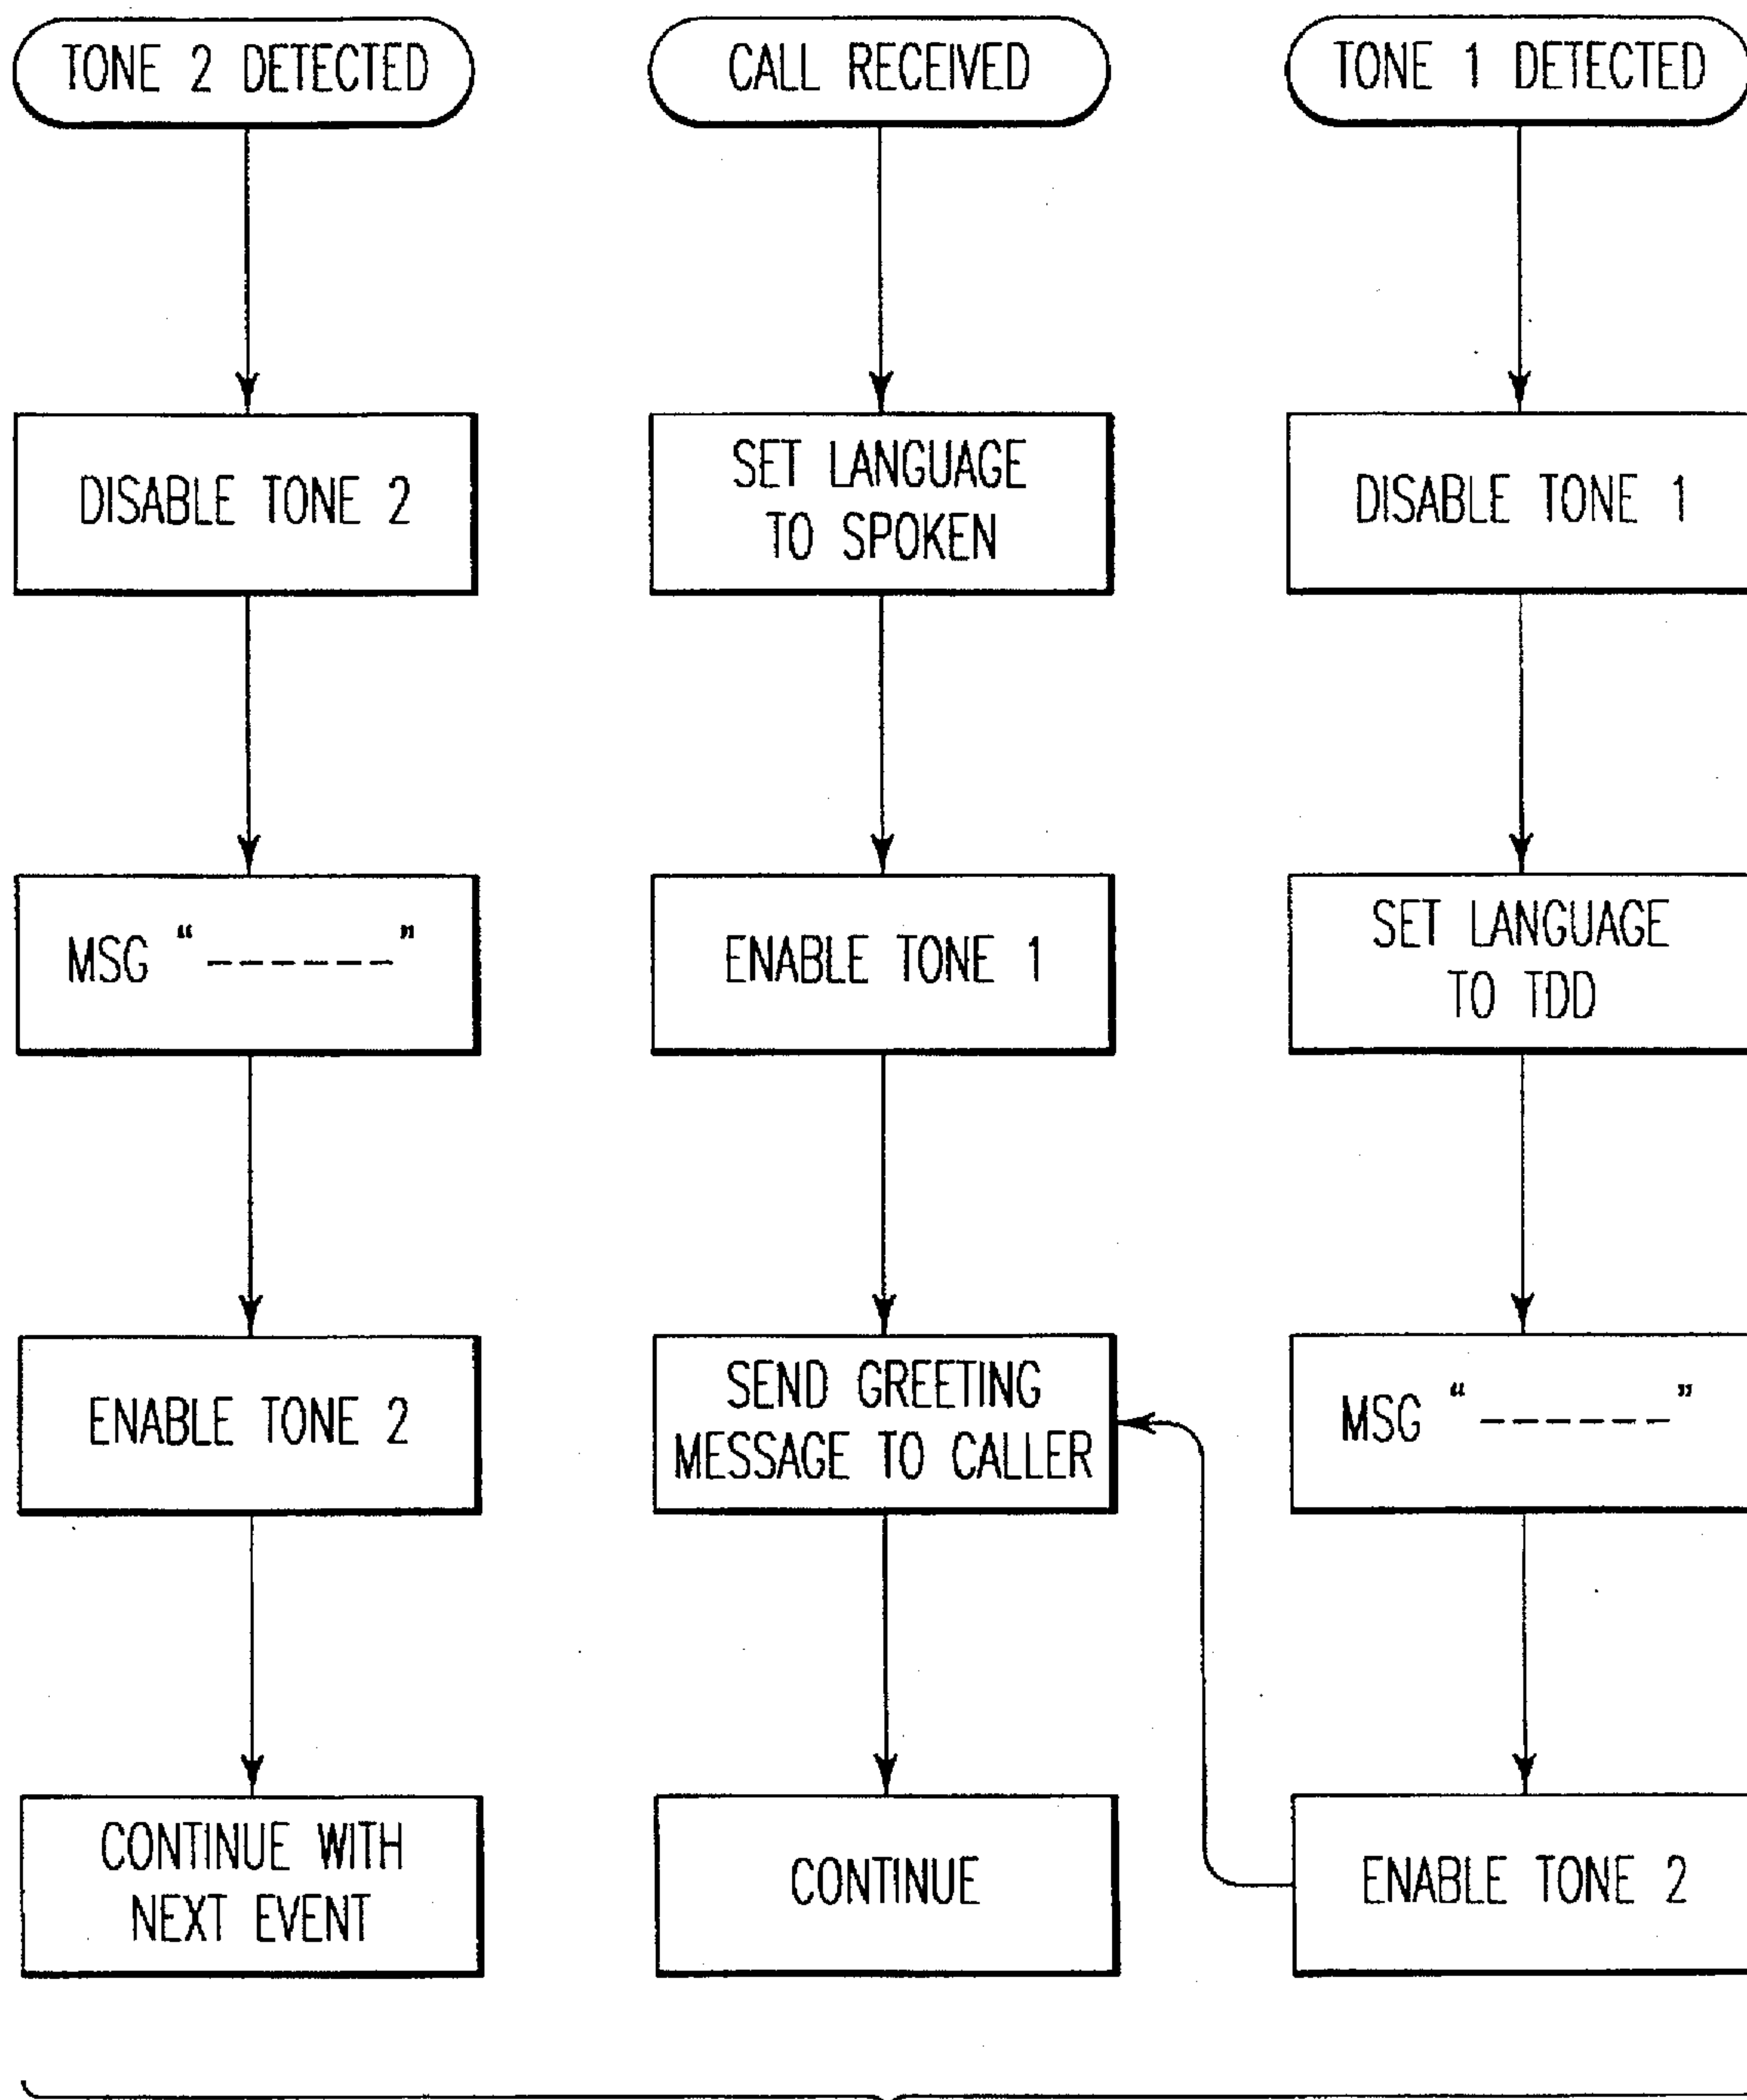 TONE 2 DETECTED
DISABLE TONE 2
MSG “------”
ENABLE TONE 2
CONTINUE WITH
NEXT EVENT
CALL RECEIVED
SET LANGUAGE
TO SPOKEN
ENABLE TONE 1
SEND GREETING
MESSAGE TO CALLER
CONTINUE
TONE 1 DETECTED
DISABLE TONE 1
SET LANGUAGE
TO TDD
MSG “------”
ENABLE TONE 2